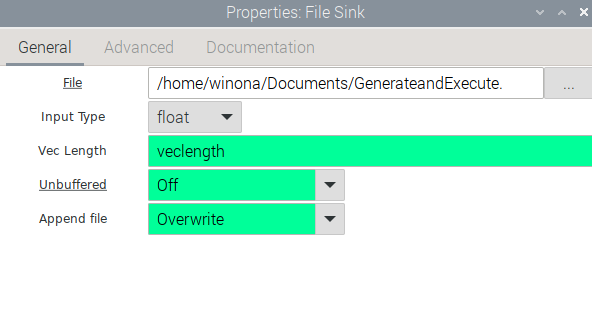 Properties: File Sink
General Advanced Documentation
File /home/winona/Documents/GenerateandExecute. ...
Input Type float
Vec Length veclength
Unbuffered Off
Append file Overwrite